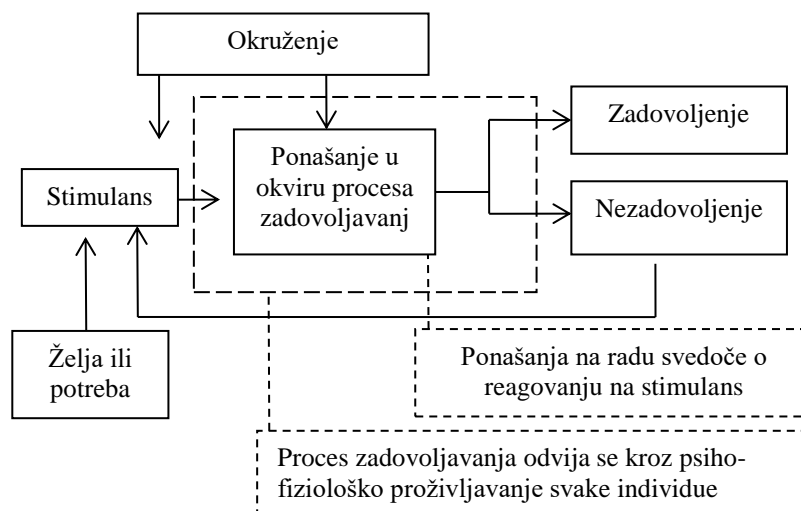 Okruženje
Zadovoljenje
Ponašanje u
okviru procesa
zadovoljavanj
Stimulans
Nezadovoljenje
Želja ili
potreba
Ponašanja na radu svedoče o
reagovanju na stimulans
Proces zadovoljavanja odvija se kroz psiho-
fiziološko proživljavanje svake individue